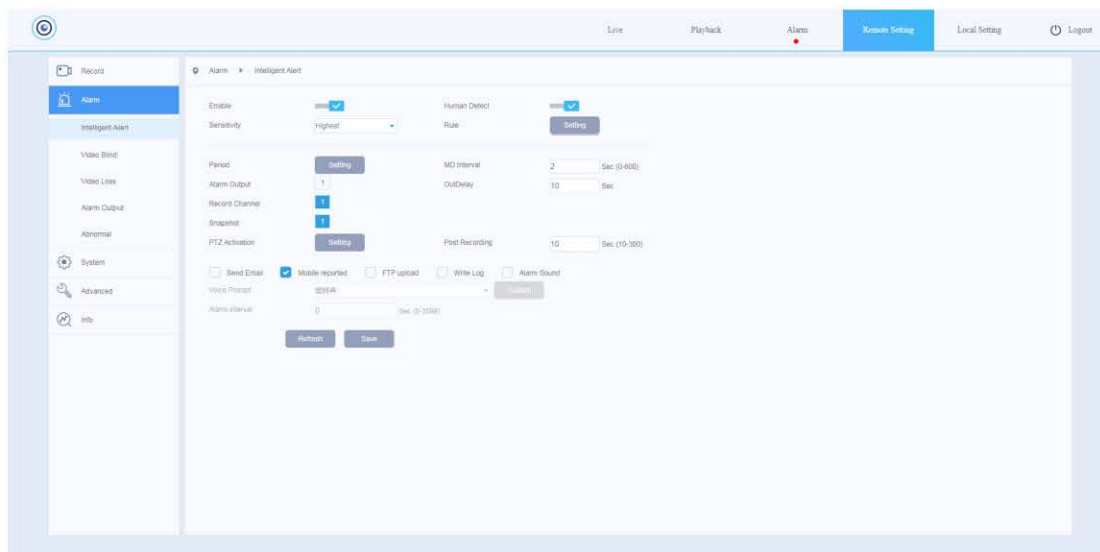 Live Playback Alarm Remote Setting Local Setting Logout
Record
Alarm
Intelligent Alert
Video Blind
Video Loss
Alarm Output
Abnormal
System
Advanced
Info
Alarm Intelligent Alert
Enable Human Detect
Sensitivity Highest Rule Setting
Period Setting MD Interval 2 Sec (0-600)
Alarm Output 1 OutDelay 10 Sec
Record Channel 1
Snapshot 1
PTZ Activation Setting Post Recording 10 Sec (10-300)
Send Email Mobile reported FTP upload Write Log Alarm Sound
Voice Prompt
Alarm interval 0 Sec
Refresh Save